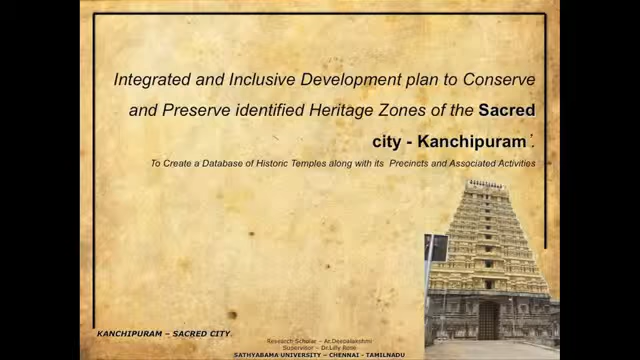 Integrated and Inclusive Development plan to Conserve
and Preserve identified Heritage Zones of the Sacred
city - Kanchipuram'.
To Create a Database of Historic Temples along with its Precincts and Associated Activities
KANCHIPURAM – SACRED CITY.
Research Scholar – Ar.Deepalakshmi
Supervisor – Dr.Lilly Rose
SATHYABAMA UNIVERSITY – CHENNAI - TAMILNADU